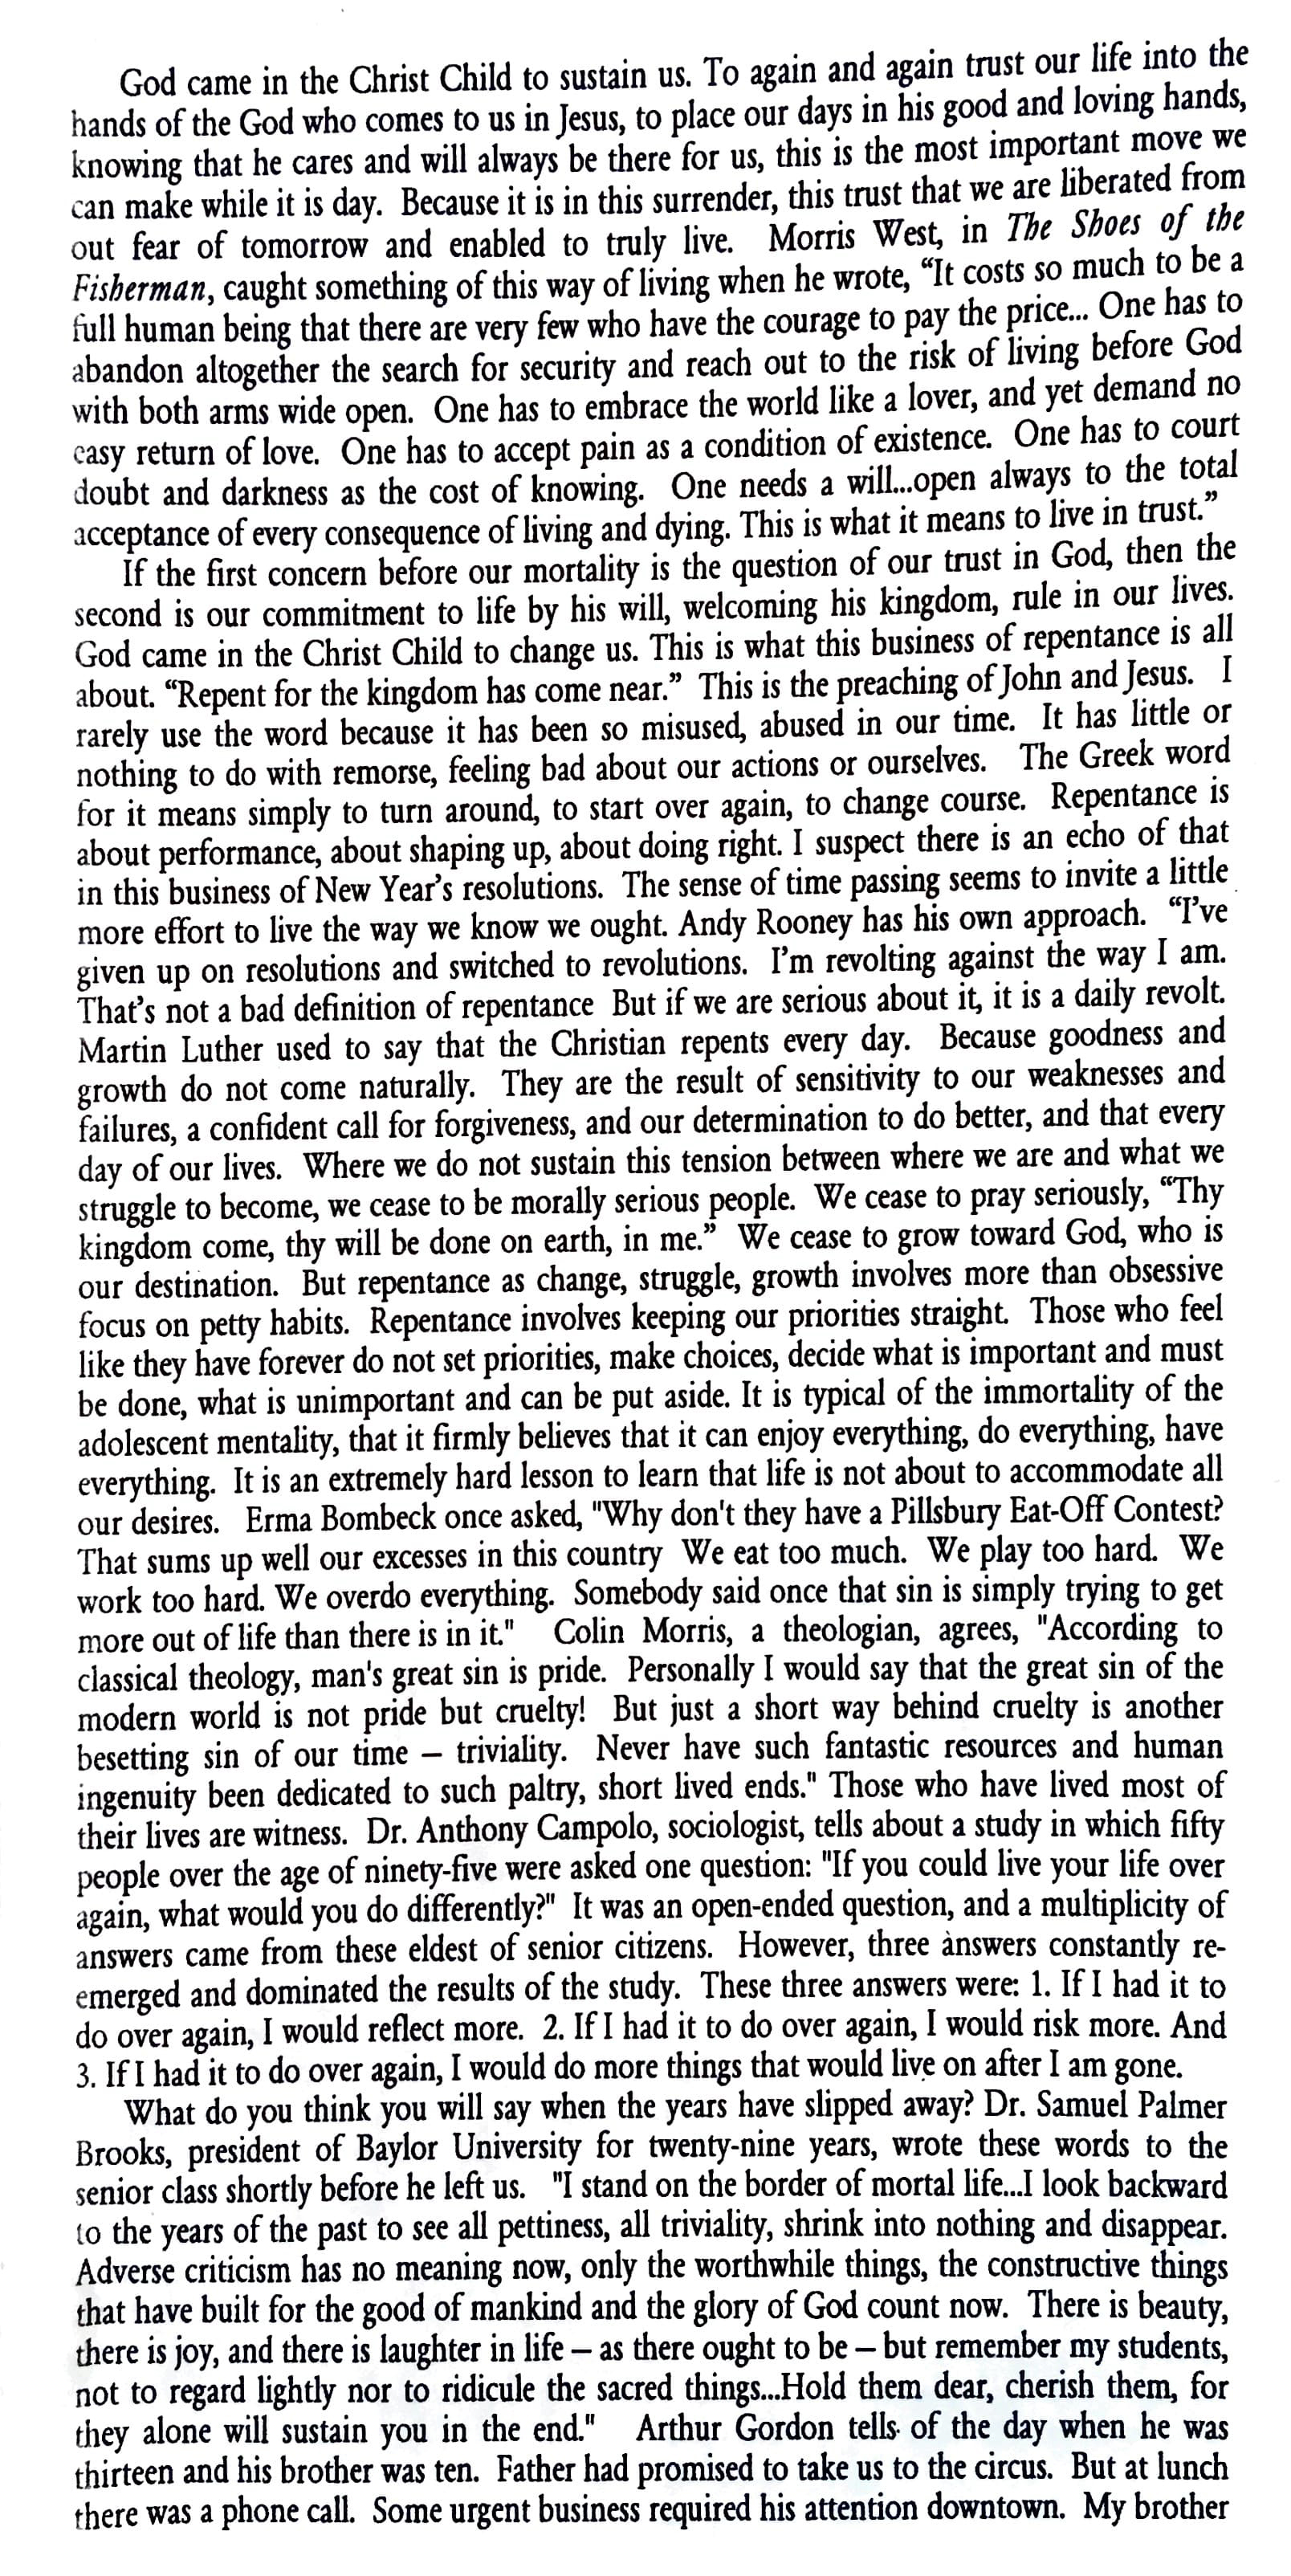 God came in the Christ Child to sustain us. To again and again trust our life into the
hands of the God who comes to us in Jesus, to place our days in his good and loving hands,
knowing that he cares and will always be there for us, this is the most important move we
can make while it is day. Because it is in this surrender, this trust that we are liberated from
out fear of tomorrow and enabled to truly live. Morris West, in The Shoes of the
Fisherman, caught something of this way of living when he wrote, “It costs so much to be a
full human being that there are very few who have the courage to pay the price... One has to
abandon altogether the search for security and reach out to the risk of living before God
with both arms wide open. One has to embrace the world like a lover, and yet demand no
easy return of love. One has to accept pain as a condition of existence. One has to court
doubt and darkness as the cost of knowing. One needs a will...open always to the total
acceptance of every consequence of living and dying. This is what it means to live in trust.”
If the first concern before our mortality is the question of our trust in God, then the
second is our commitment to life by his will, welcoming his kingdom, rule in our lives.
God came in the Christ Child to change us. This is what this business of repentance is all
about. “Repent for the kingdom has come near.” This is the preaching of John and Jesus. I
rarely use the word because it has been so misused, abused in our time. It has little or
nothing to do with remorse, feeling bad about our actions or ourselves. The Greek word
for it means simply to turn around, to start over again, to change course. Repentance is
about performance, about shaping up, about doing right. I suspect there is an echo of that
in this business of New Year’s resolutions. The sense of time passing seems to invite a little
more effort to live the way we know we ought. Andy Rooney has his own approach. “I’ve
given up on resolutions and switched to revolutions. I’m revolting against the way I am.
That’s not a bad definition of repentance But if we are serious about it, it is a daily revolt.
Martin Luther used to say that the Christian repents every day. Because goodness and
growth do not come naturally. They are the result of sensitivity to our weaknesses and
failures, a confident call for forgiveness, and our determination to do better, and that every
day of our lives. Where we do not sustain this tension between where we are and what we
struggle to become, we cease to be morally serious people. We cease to pray seriously, “Thy
kingdom come, thy will be done on earth, in me.” We cease to grow toward God, who is
our destination. But repentance as change, struggle, growth involves more than obsessive
focus on petty habits. Repentance involves keeping our priorities straight. Those who feel
like they have forever do not set priorities, make choices, decide what is important and must
be done, what is unimportant and can be put aside. It is typical of the immortality of the
adolescent mentality, that it firmly believes that it can enjoy everything, do everything, have
everything. It is an extremely hard lesson to learn that life is not about to accommodate all
our desires. Erma Bombeck once asked, "Why don't they have a Pillsbury Eat-Off Contest?
That sums up well our excesses in this country We eat too much. We play too hard. We
work too hard. We overdo everything. Somebody said once that sin is simply trying to get
more out of life than there is in it." Colin Morris, a theologian, agrees, "According to
classical theology, man's great sin is pride. Personally I would say that the great sin of the
modern world is not pride but cruelty! But just a short way behind cruelty is another
besetting sin of our time – triviality. Never have such fantastic resources and human
ingenuity been dedicated to such paltry, short lived ends." Those who have lived most of
their lives are witness. Dr. Anthony Campolo, sociologist, tells about a study in which fifty
people over the age of ninety-five were asked one question: "If you could live your life over
again, what would you do differently?" It was an open-ended question, and a multiplicity of
answers came from these eldest of senior citizens. However, three answers constantly re-
emerged and dominated the results of the study. These three answers were: 1. If I had it to
do over again, I would reflect more. 2. If I had it to do over again, I would risk more. And
3. If I had it to do over again, I would do more things that would live on after I am gone.
What do you think you will say when the years have slipped away? Dr. Samuel Palmer
Brooks, president of Baylor University for twenty-nine years, wrote these words to the
senior class shortly before he left us. "I stand on the border of mortal life...I look backward
to the years of the past to see all pettiness, all triviality, shrink into nothing and disappear.
Adverse criticism has no meaning now, only the worthwhile things, the constructive things
that have built for the good of mankind and the glory of God count now. There is beauty,
there is joy, and there is laughter in life – as there ought to be – but remember my students,
not to regard lightly nor to ridicule the sacred things...Hold them dear, cherish them, for
they alone will sustain you in the end." Arthur Gordon tells of the day when he was
thirteen and his brother was ten. Father had promised to take us to the circus. But at lunch
there was a phone call. Some urgent business required his attention downtown. My brother